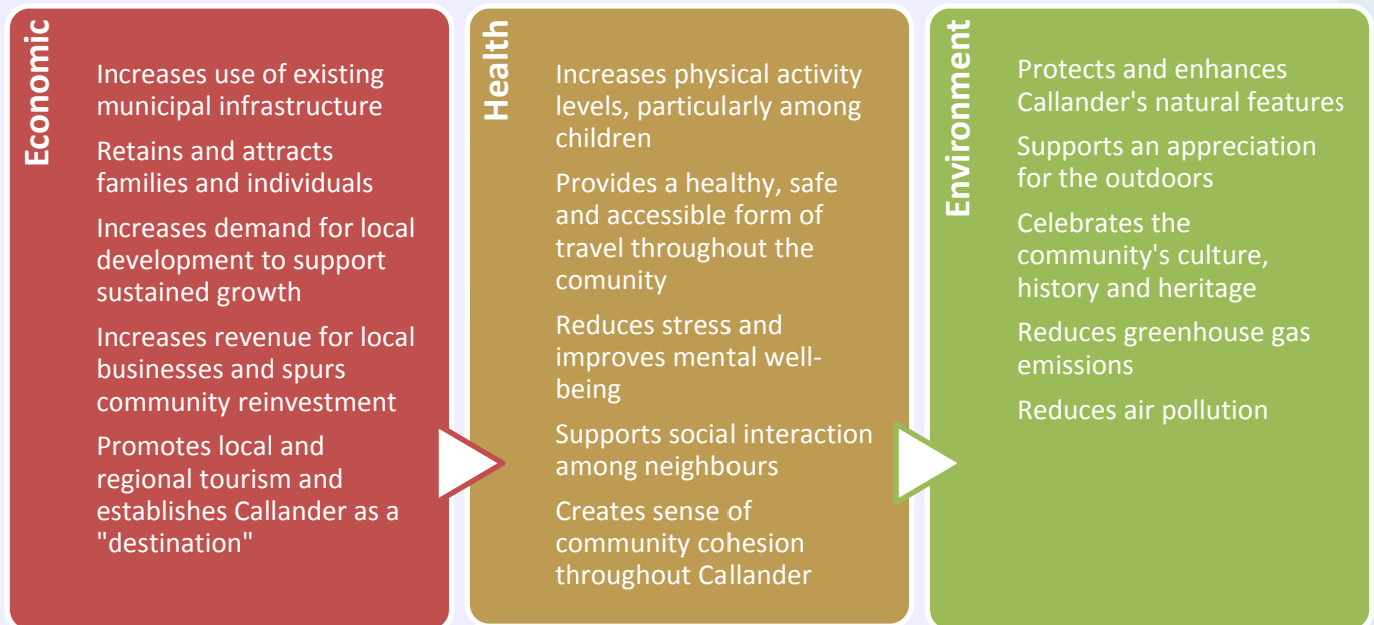 Economic
Increases use of existing
municipal infrastructure
Retains and attracts
families and individuals
Increases demand for local
development to support
sustained growth
Increases revenue for local
businesses and spurs
community reinvestment
Promotes local and
regional tourism and
establishes Callander as a
"destination"
Health
Increases physical activity
levels, particularly among
children
Provides a healthy, safe
and accessible form of
travel throughout the
comunity
Reduces stress and
improves mental well-
being
Supports social interaction
among neighbours
Creates sense of
community cohesion
throughout Callander
Environment
Protects and enhances
Callander's natural features
Supports an appreciation
for the outdoors
Celebrates the
community's culture,
history and heritage
Reduces greenhouse gas
emissions
Reduces air pollution